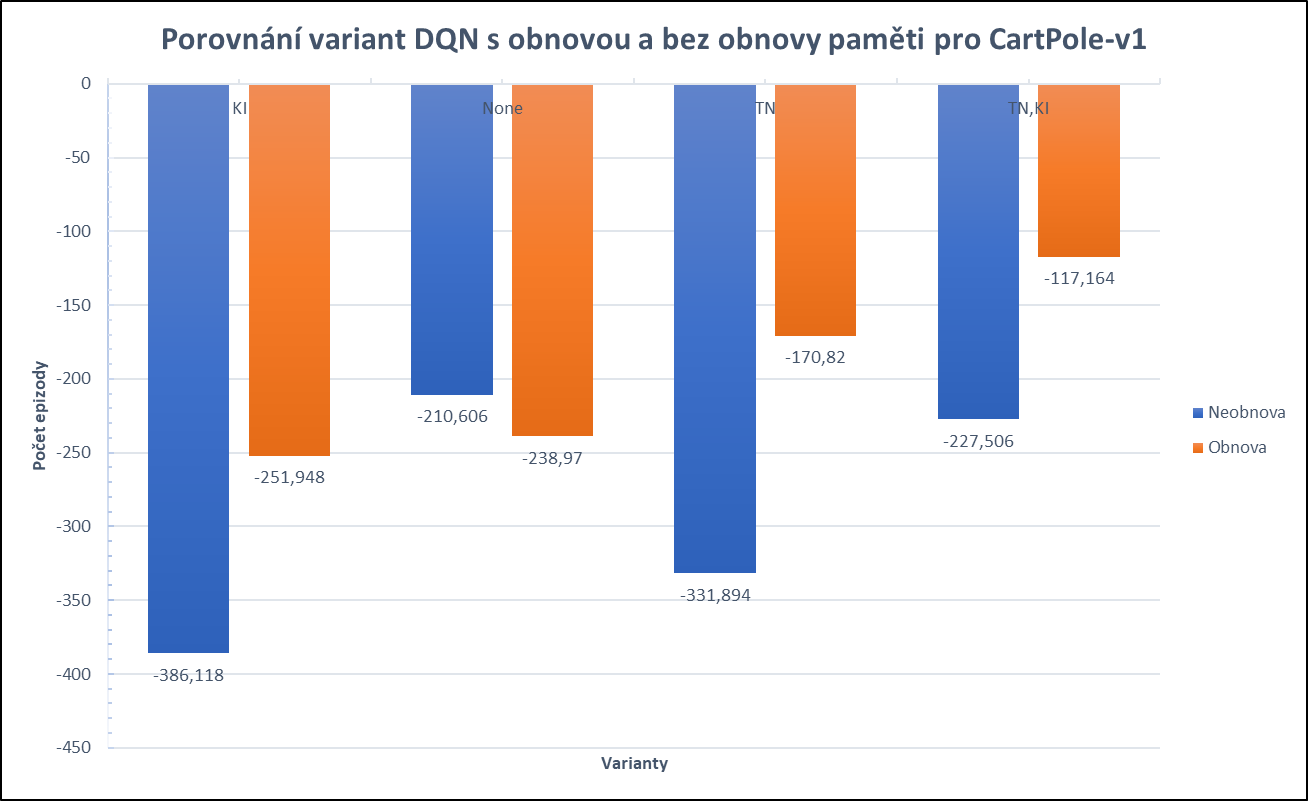 Porovnání variant DQN s obnovou a bez obnovy paměti pro CartPole-v1
0
KI
None
TN
TN,KI
-50
-100
-150
-200
-250
-300
-350
-400
-450
-386,118
-251,948
-210,606
-238,97
-331,894
-170,82
-227,506
-117,164
Počet epizody
Varianty
Neobnova
Obnova